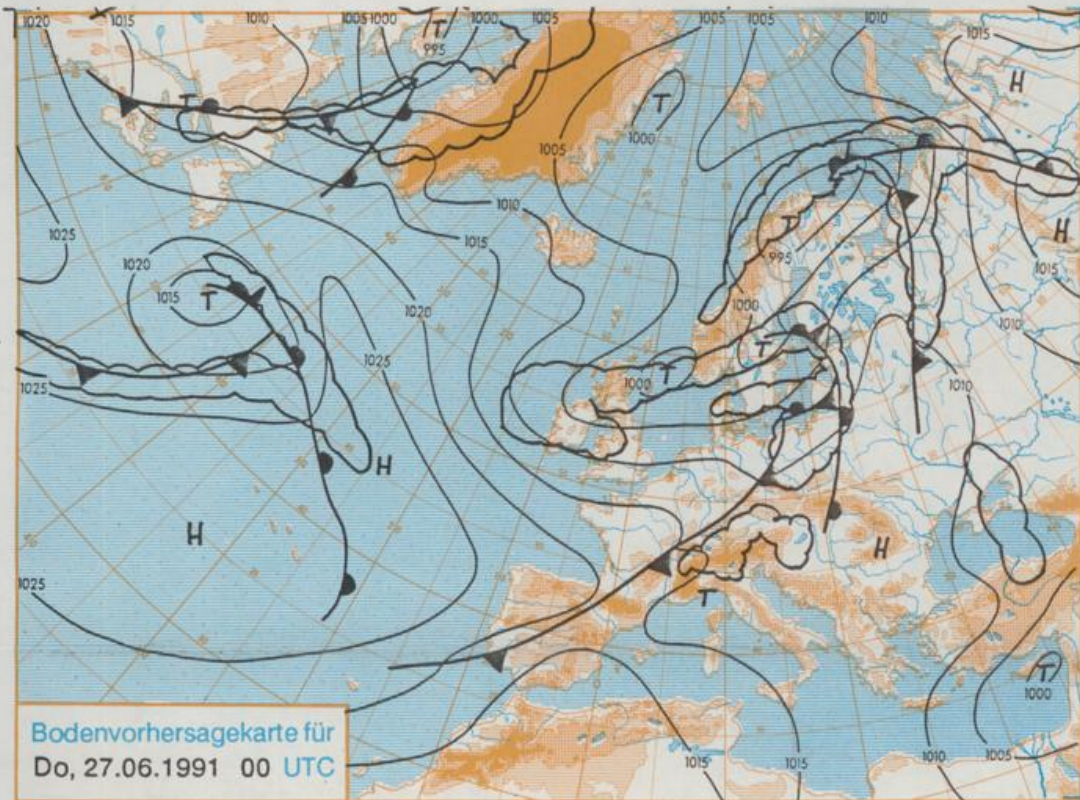 1020 1015 1010 1005 1000 T 995 1000 1005 1005 1005 1010 1015
H
T T
1000
1005
1010
1025 1015 H
T
1020 995 1015
1015 T 1020 1000 1010
1025 T
1025 1000 T 1010
H
H H
1025
T
T
1000
1015 1015 1010 1005
Bodenvorhersagekarte für
Do, 27.06.1991 00 UTC